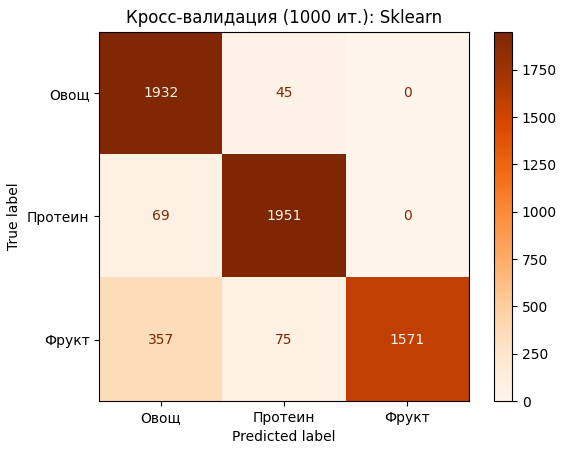 Кросс-валидация (1000 ит.): Sklearn
True label
Овощ
1932
45
0
Протеин
69
1951
0
Фрукт
357
75
1571
Овощ
Протеин
Фрукт
Predicted label
1750
1500
1250
1000
750
500
250
0